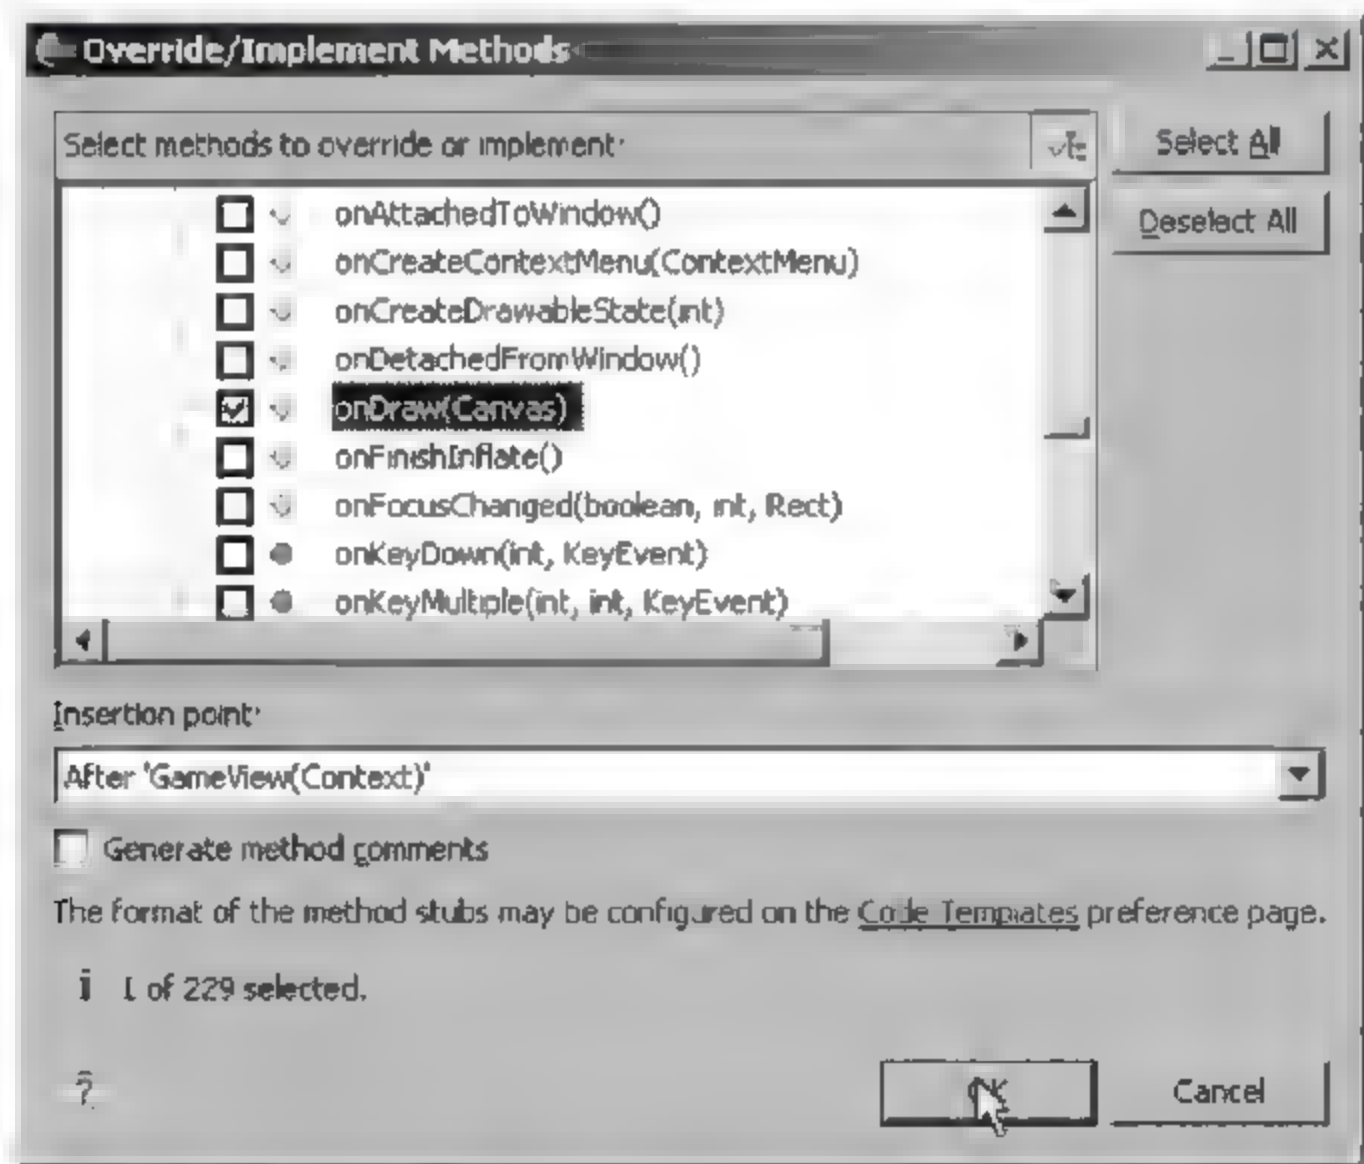 Override/Implement Methods
Select methods to override or implement:
Select All
onAttachedToWindow()
Deselect All
onCreateContextMenu(ContextMenu)
onCreateDrawableState(int)
onDetachedFromWindow()
onDraw(Canvas)
onFinishInflate()
onFocusChanged(boolean, int, Rect)
onKeyDown(int, KeyEvent)
onKeyMultiple(int, int, KeyEvent)
Insertion point:
After 'GameView(Context)'
Generate method comments
The format of the method stubs may be configured on the Code Templates preference page.
i 1 of 229 selected.
?
OK
Cancel